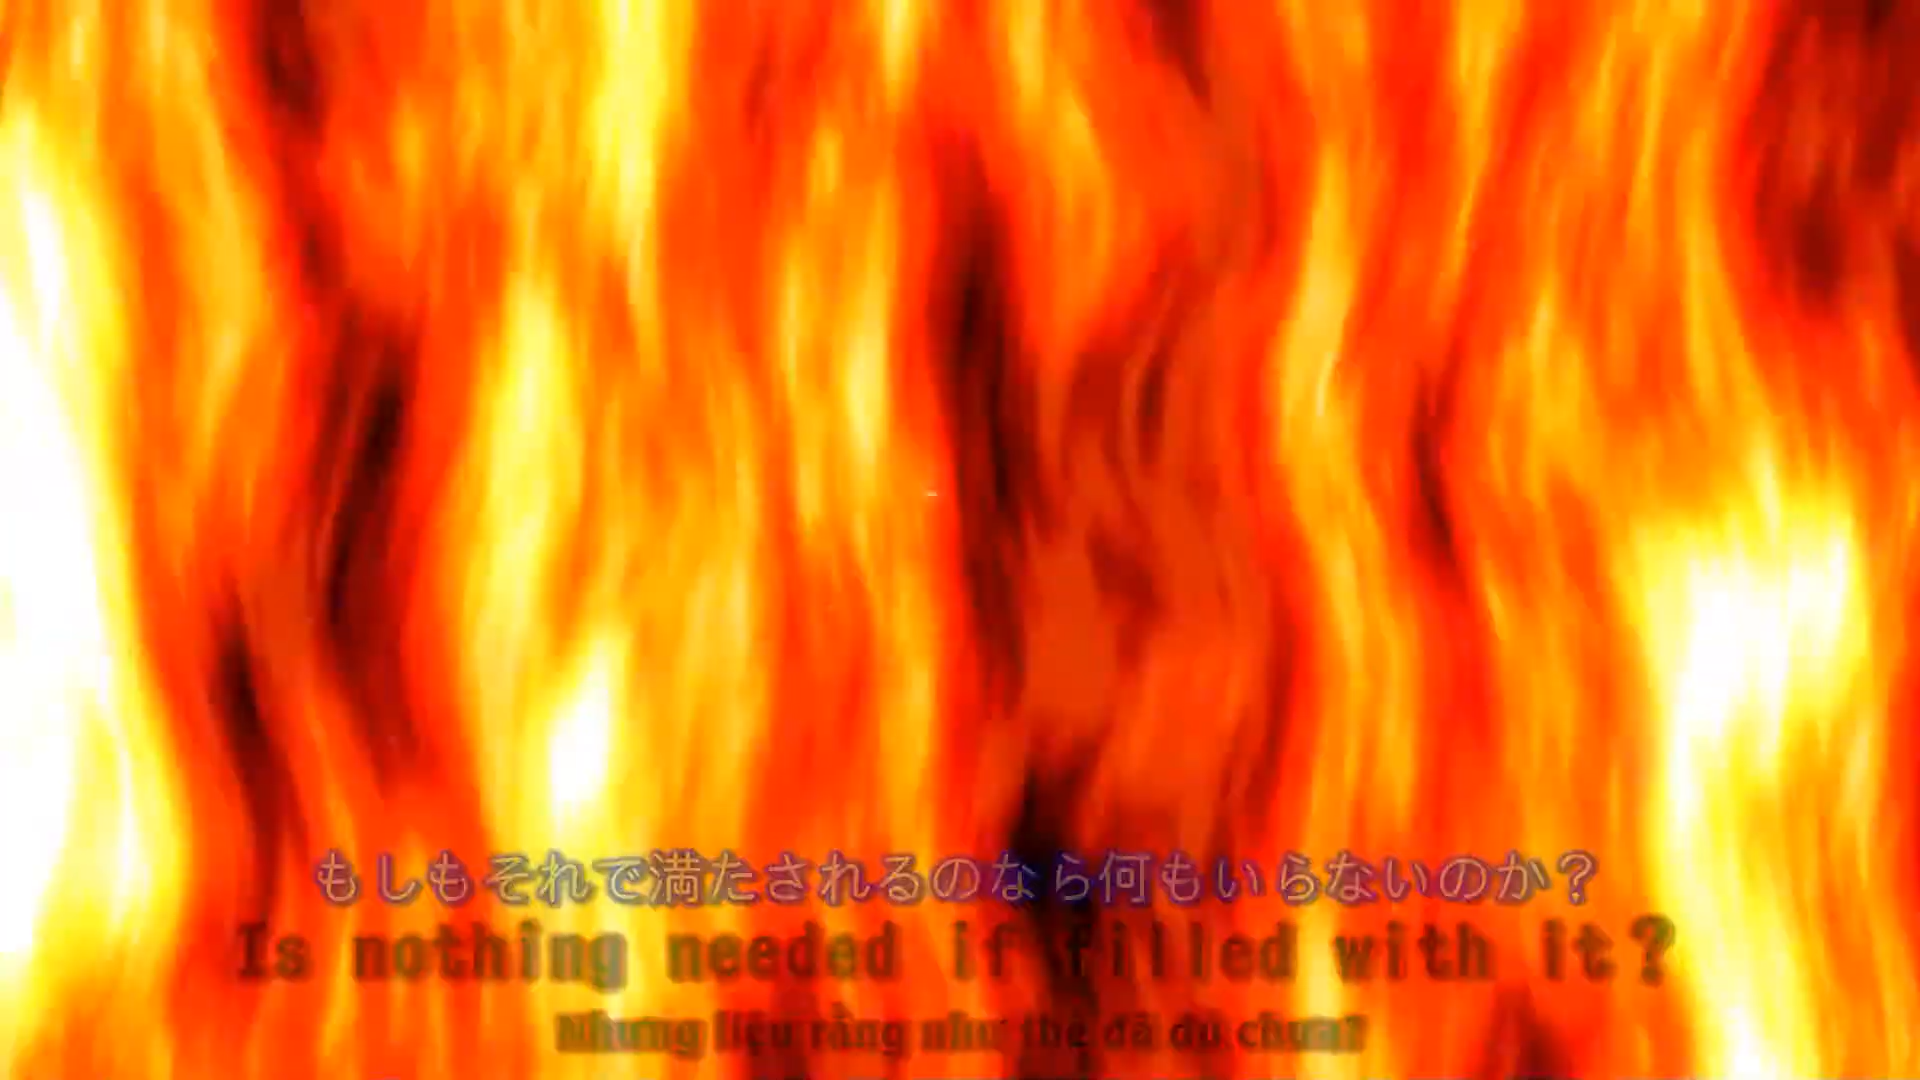 もしもそれで満たされるのなら何もいらないのか？
Is nothing needed if filled with it?
Nhưng liệu rằng như thế đã đủ chưa?